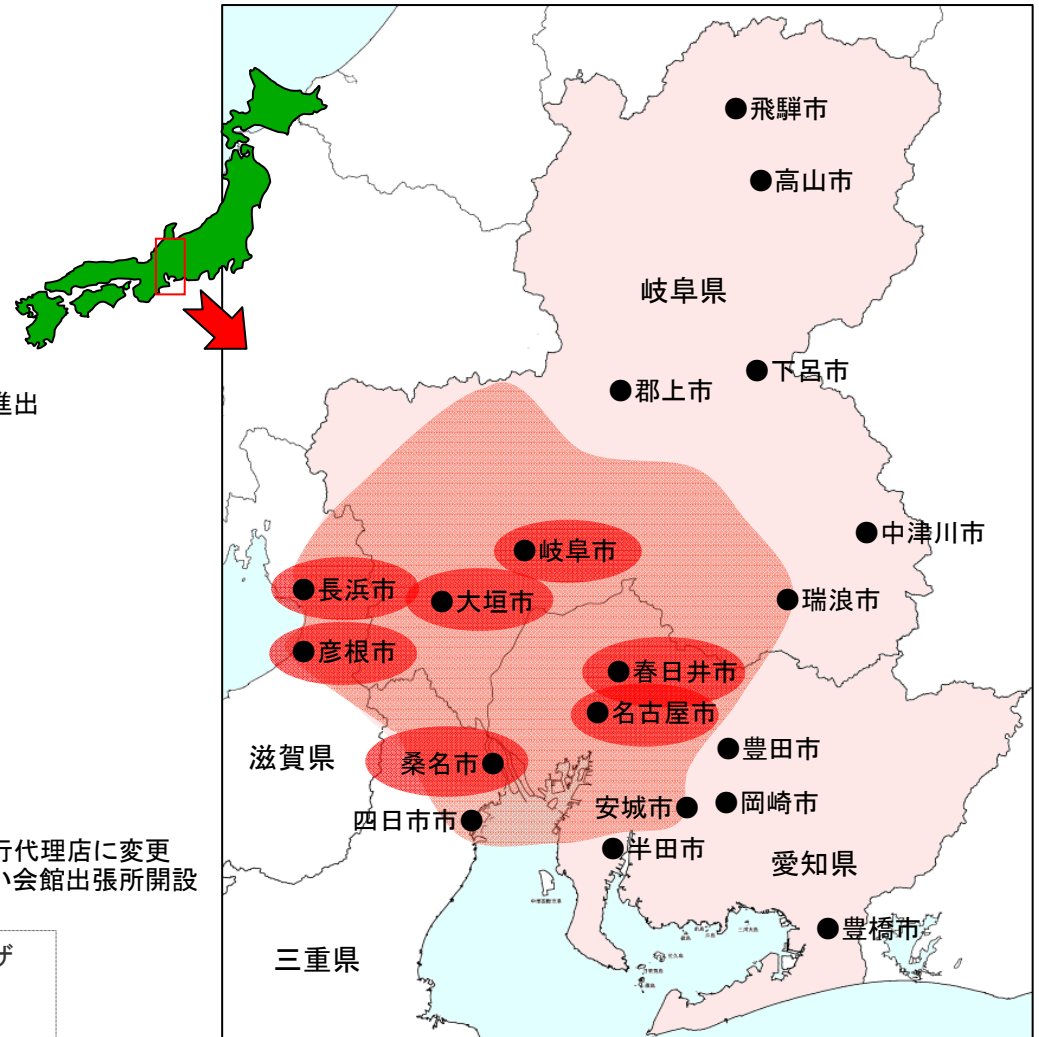 飛騨市
高山市
岐阜県
下呂市
進出
郡上市
中津川市
岐阜市
長浜市
大垣市
瑞浪市
彦根市
春日井市
名古屋市
豊田市
滋賀県
桑名市
岡崎市
安城市
四日市市
半田市
行代理店に変更
愛知県
い会館出張所開設
豊橋市
ザ
三重県